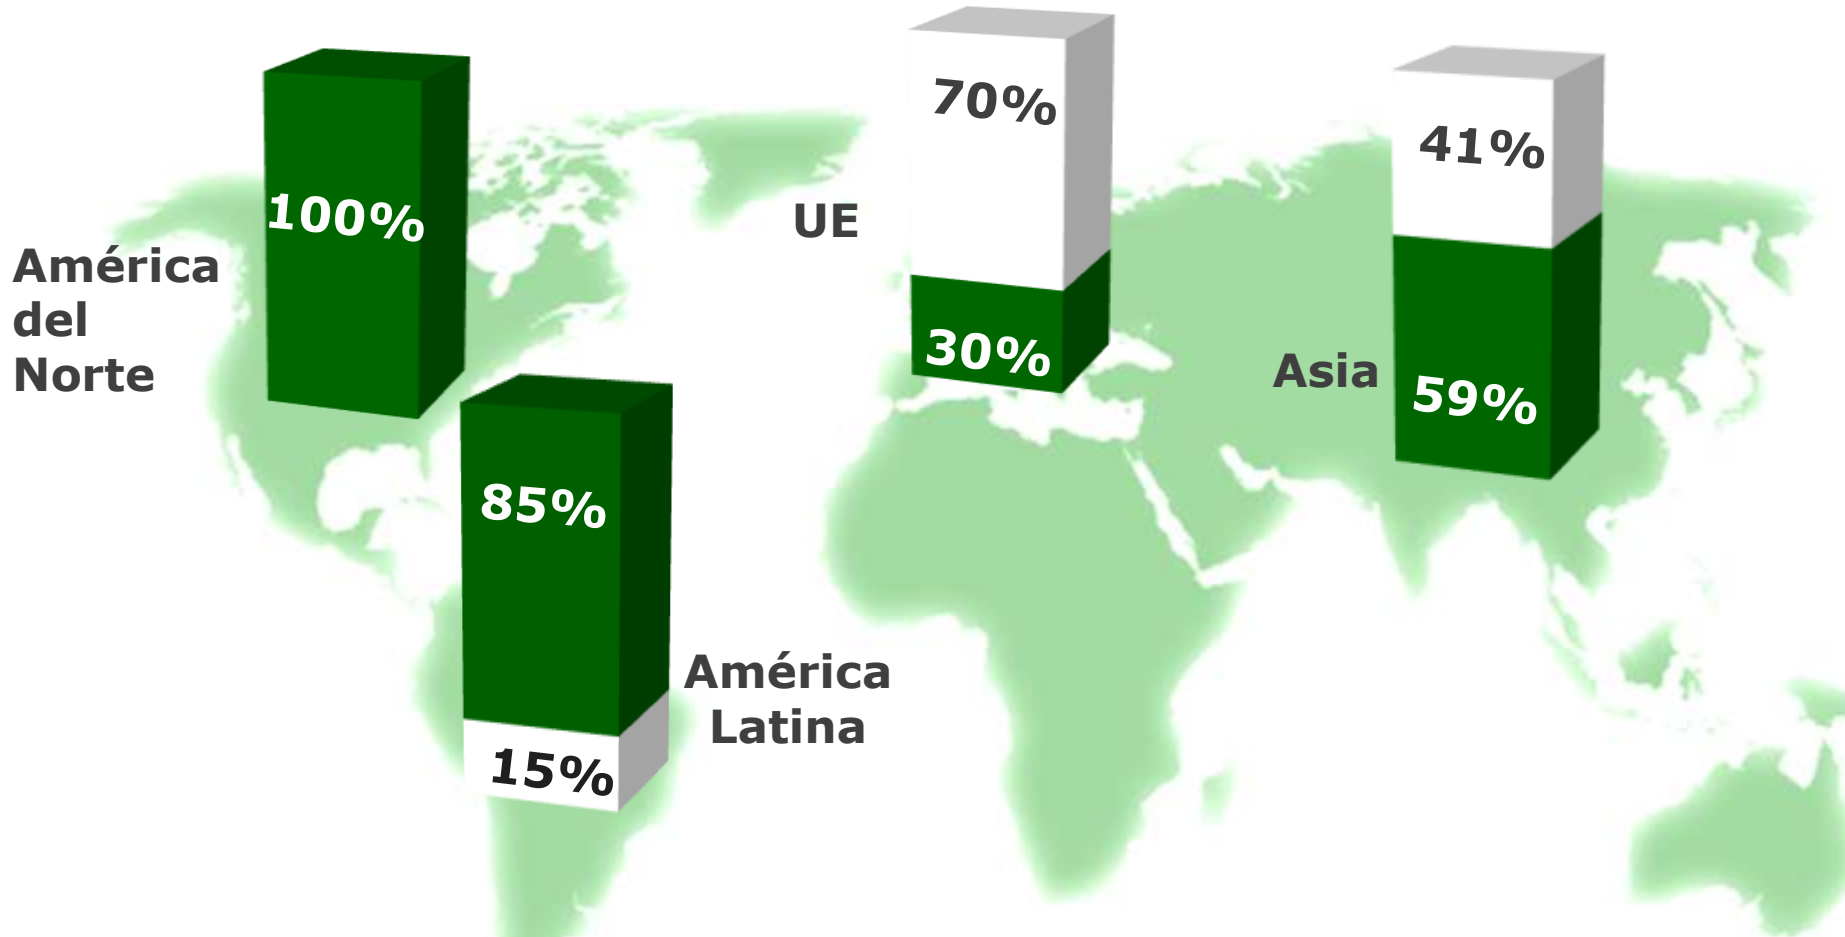 100%
América
del
Norte
85%
15%
América
Latina
70%
UE
30%
41%
Asia
59%